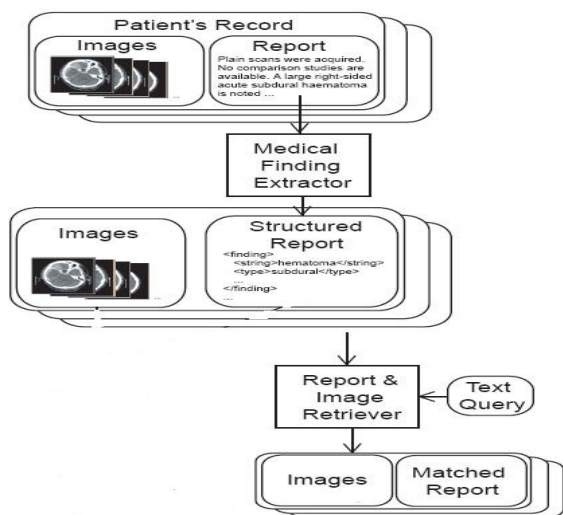 Patient's Record
Images
Report
Plain scans were acquired.
No comparison studies are
available. A large right-sided
acute subdural haematoma
is noted ...
...
Medical
Finding
Extractor
Images
Structured
Report
<finding>
<string>hematoma</string>
<type>subdural</type>
...
</finding>
...
...
Report &
Image
Retriever
Text
Query
Images
Matched
Report